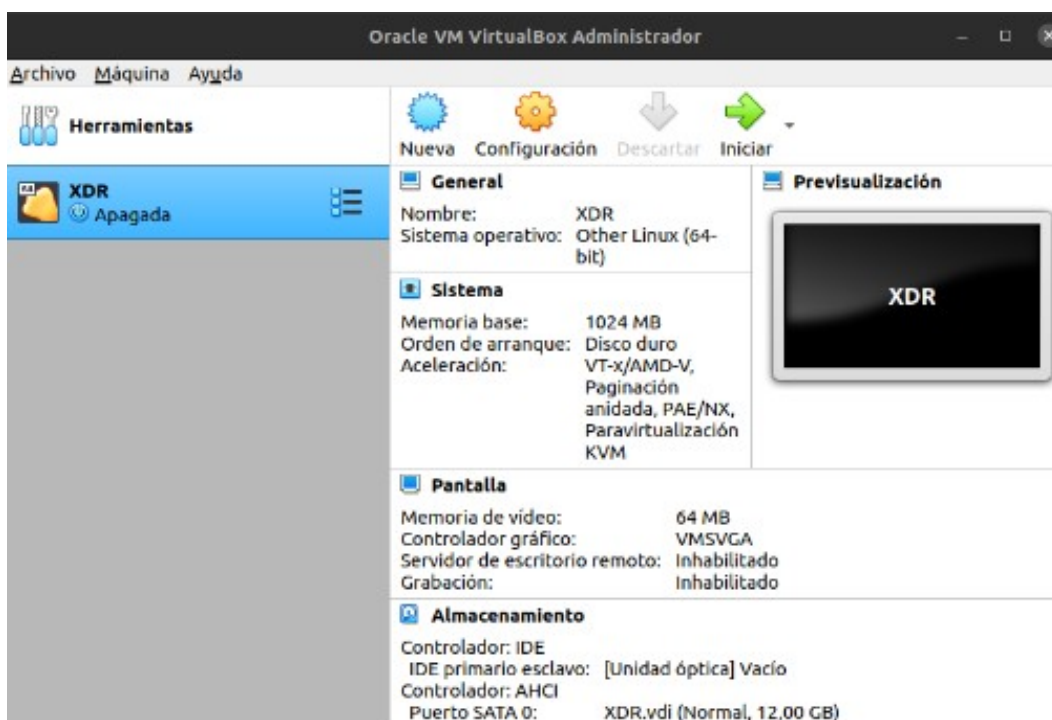 Oracle VM VirtualBox Administrador
Archivo Máquina Ayuda
Herramientas
Nueva Configuración Descartar Iniciar
XDR
Apagada
General
Nombre: XDR
Sistema operativo: Other Linux (64-
bit)
Previsualización
XDR
Sistema
Memoria base: 1024 MB
Orden de arranque: Disco duro
Aceleración: VT-x/AMD-V,
Paginación
anidada, PAE/NX,
Paravirtualización
KVM
Pantalla
Memoria de vídeo: 64 MB
Controlador gráfico: VMSVGA
Servidor de escritorio remoto: Inhabilitado
Grabación: Inhabilitado
Almacenamiento
Controlador: IDE
IDE primario esclavo: [Unidad óptica] Vacío
Controlador: AHCI
Puerto SATA 0: XDR.vdi (Normal, 12,00 GB)